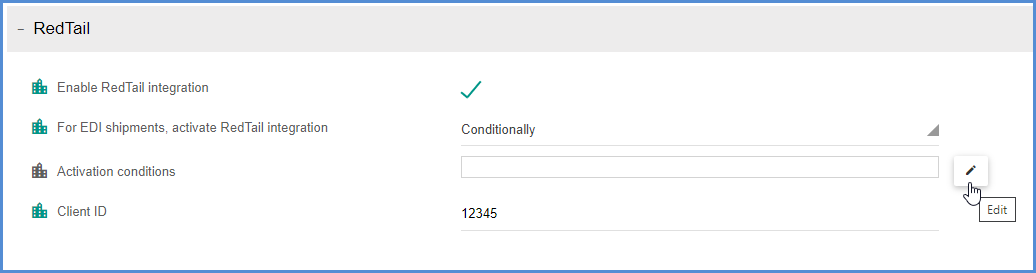 RedTail
Enable RedTail integration
For EDI shipments, activate RedTail integration
Conditionally
Activation conditions
Client ID
12345
Edit